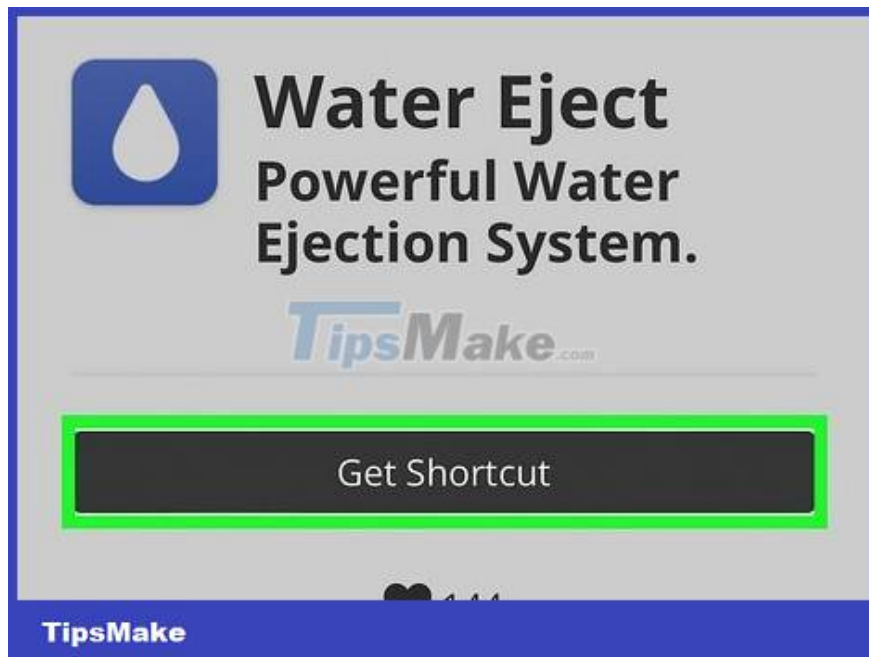 Water Eject
Powerful Water
Ejection System.
TipsMake.com
Get Shortcut
TipsMake